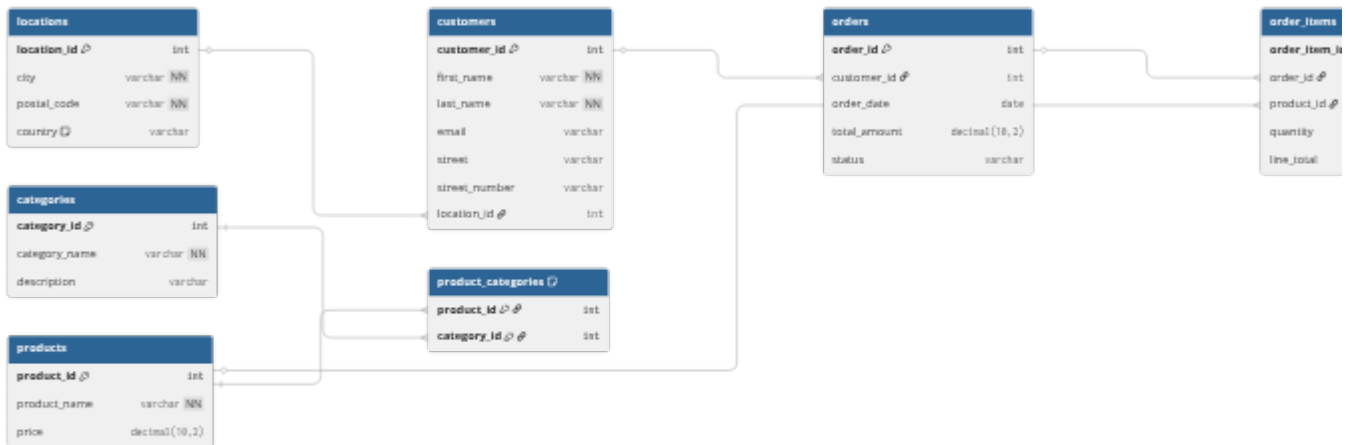 locations
location_id int
city varchar NN
postal_code varchar NN
country varchar
customers
customer_id int
first_name varchar NN
last_name varchar NN
email varchar
street varchar
street_number varchar
location_id int
orders
order_id int
customer_id int
order_date date
total_amount decimal(10,2)
status varchar
order_items
order_item_i
order_id
product_id
quantity
line_total
categories
category_id int
category_name varchar NN
description varchar
product_categories
product_id int
category_id int
products
product_id int
product_name varchar NN
price decimal(10,2)